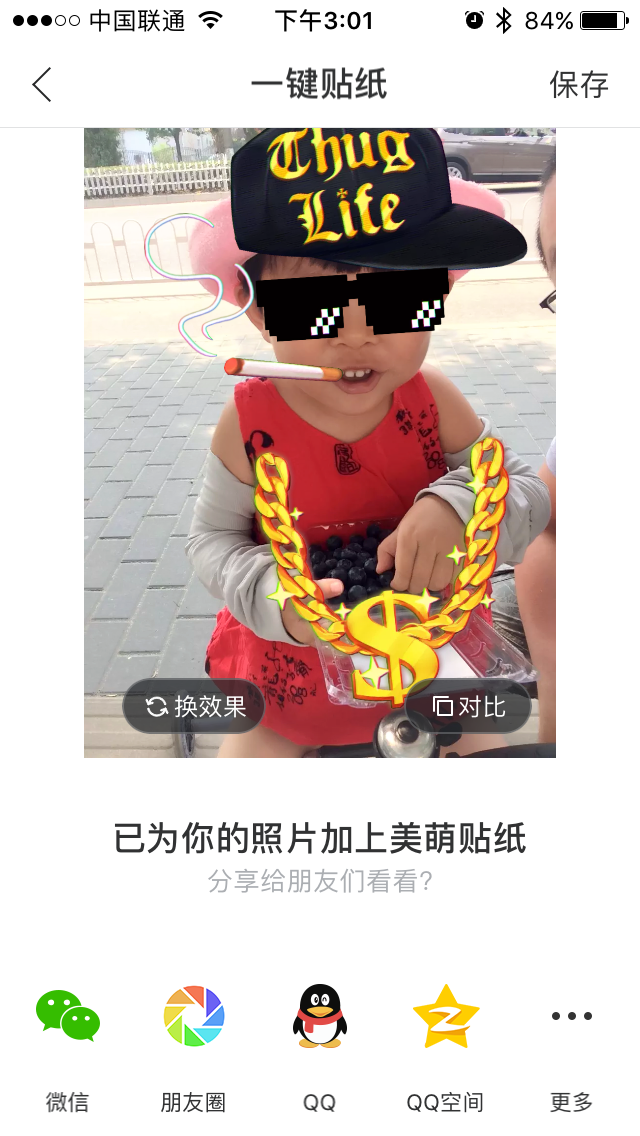 中国联通
下午3:01
84%
一键贴纸
保存
Thug
Life
换效果
对比
已为你的照片加上美萌贴纸
分享给朋友们看看?
微信
朋友圈
QQ
QQ空间
更多